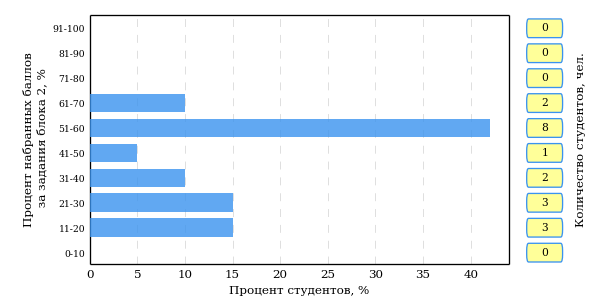 Процент набранных баллов
за задания блока 2, %
91-100 0
81-90 0
71-80 0
61-70 2
51-60 8
41-50 1
31-40 2
21-30 3
11-20 3
0-10 0
0 5 10 15 20 25 30 35 40
Процент студентов, %
Количество студентов, чел.